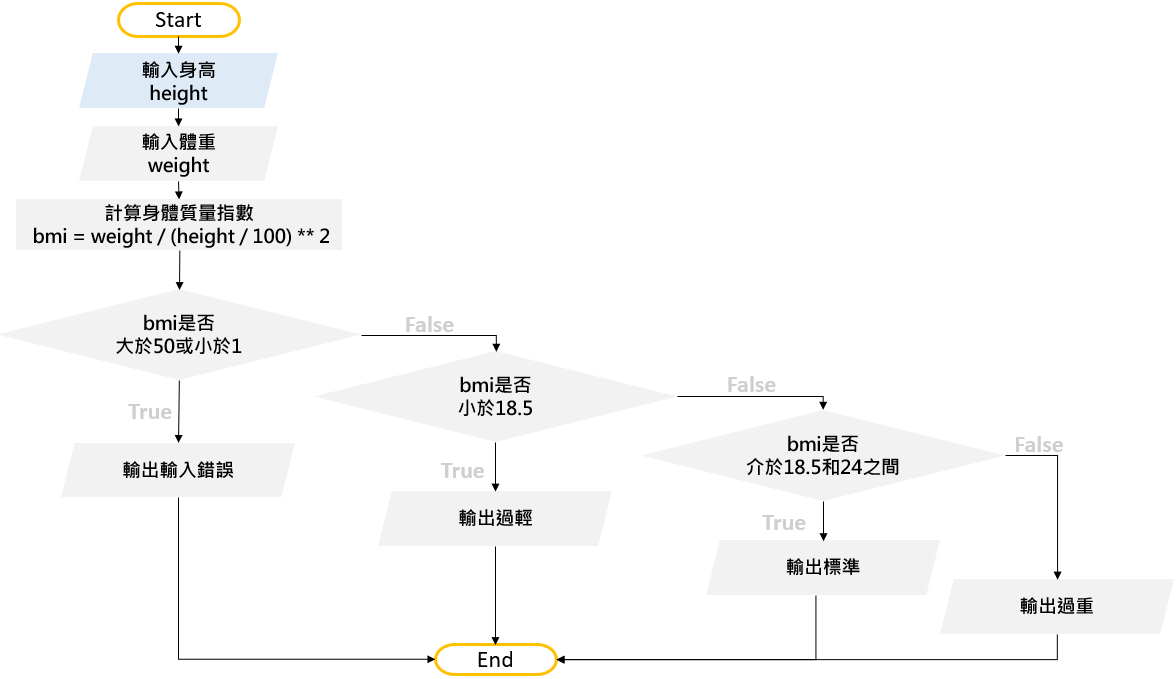 Start
輸入身高
height
輸入體重
weight
計算身體質量指數
bmi = weight / (height / 100) ** 2
bmi是否
大於50或小於1
False
True
輸出輸入錯誤
bmi是否
小於18.5
False
True
輸出過輕
bmi是否
介於18.5和24之間
False
True
輸出標準
輸出過重
End